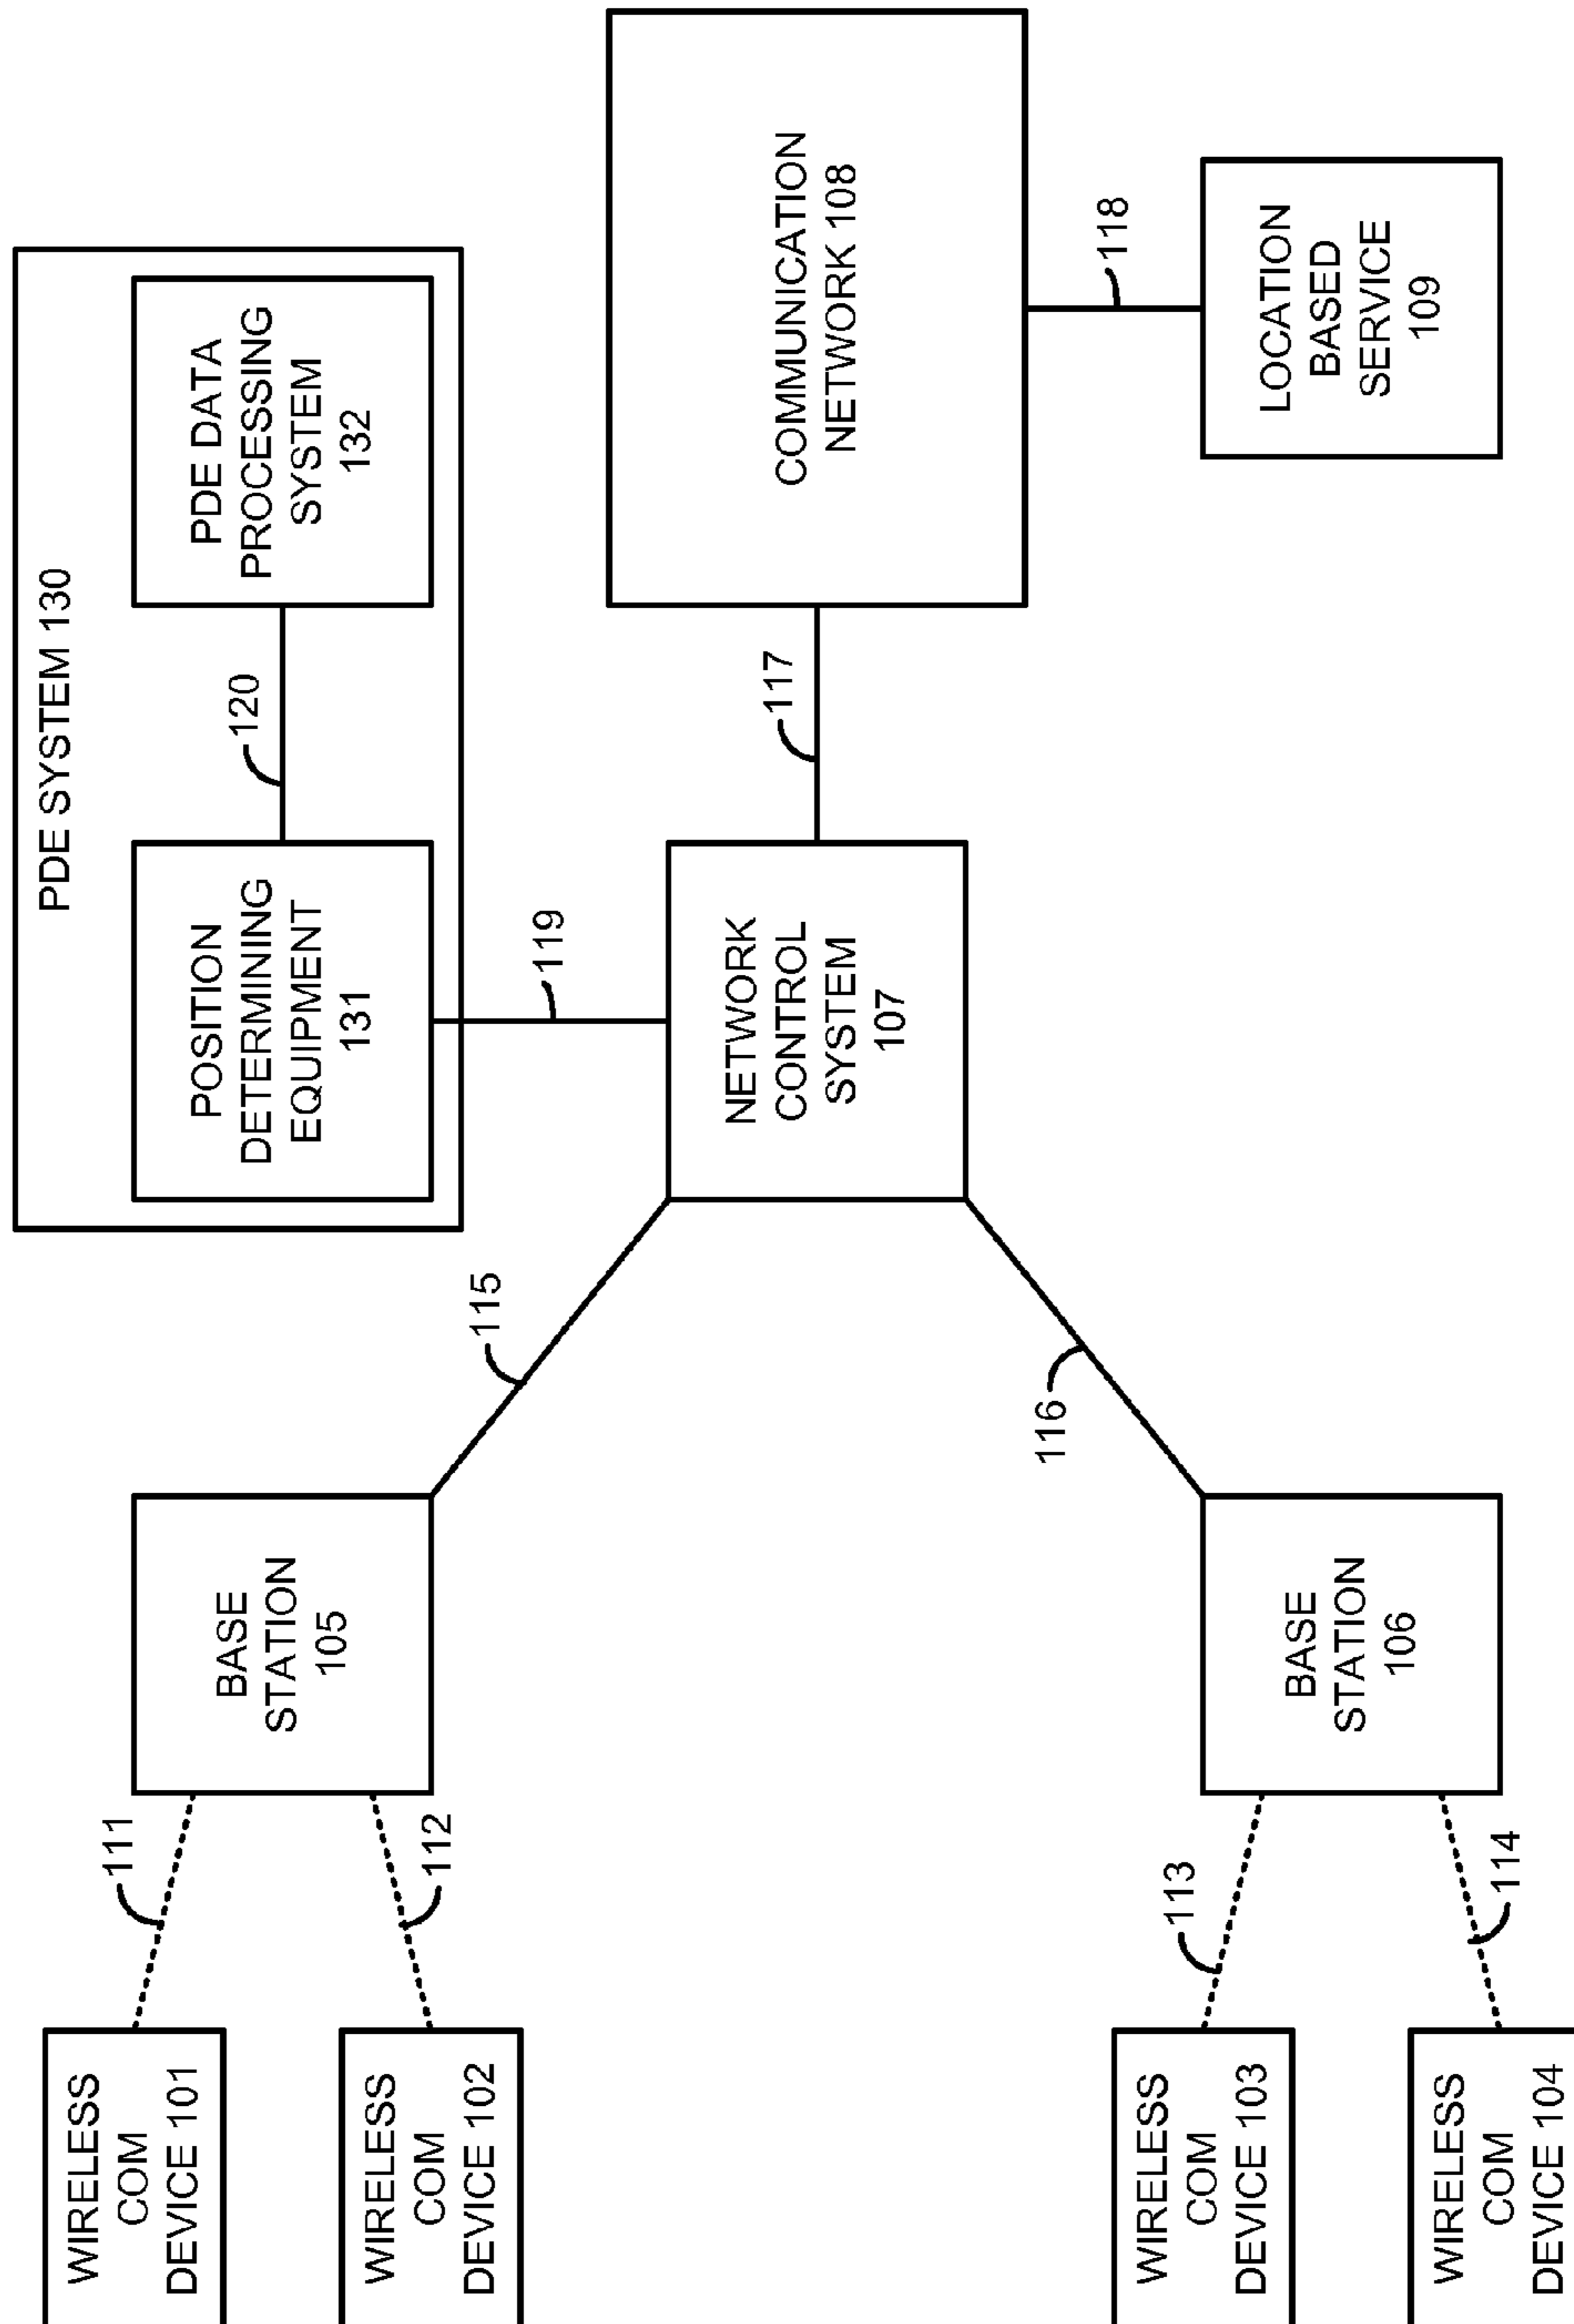 PDE SYSTEM 130
WIRELESS
COM
DEVICE 101
111
BASE
STATION
105
POSITION
DETERMINING
EQUIPMENT
131
120
PDE DATA
PROCESSING
SYSTEM
132
WIRELESS
COM
DEVICE 102
112
115
119
NETWORK
CONTROL
SYSTEM
107
117
COMMUNICATION
NETWORK 108
116
118
WIRELESS
COM
DEVICE 103
113
BASE
STATION
106
LOCATION
BASED
SERVICE
109
WIRELESS
COM
DEVICE 104
114